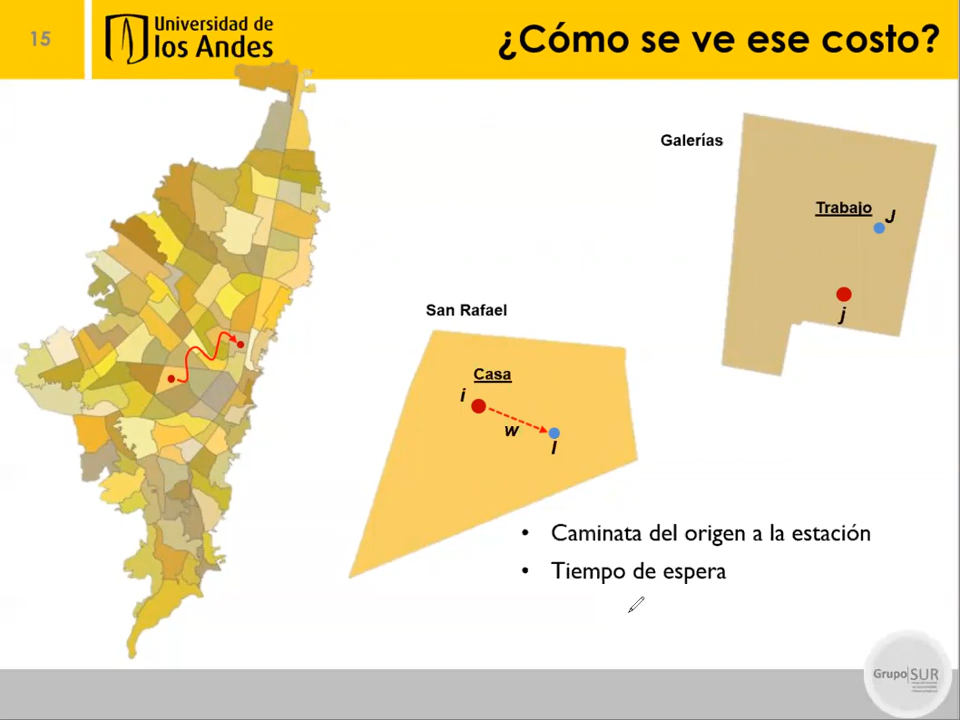 15
Universidad de
los Andes
¿Cómo se ve ese costo?
Galerías
Trabajo
J
j
San Rafael
Casa
i
w
I
• Caminata del origen a la estación
• Tiempo de espera
Grupo|SUR